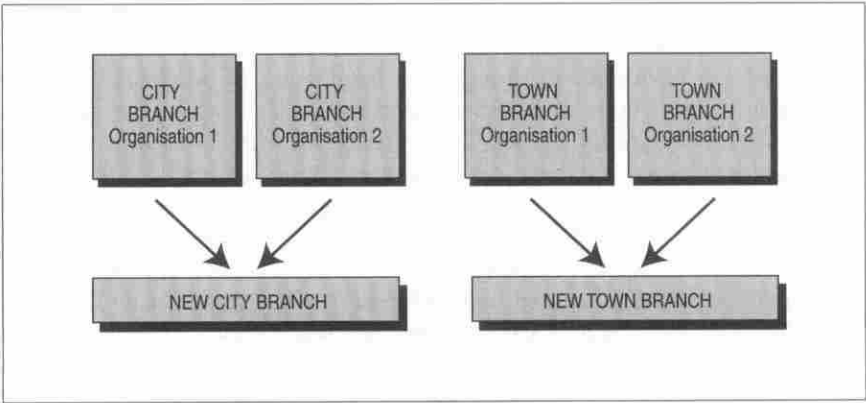 CITY
BRANCH
Organisation 1
CITY
BRANCH
Organisation 2
TOWN
BRANCH
Organisation 1
TOWN
BRANCH
Organisation 2
NEW CITY BRANCH
NEW TOWN BRANCH